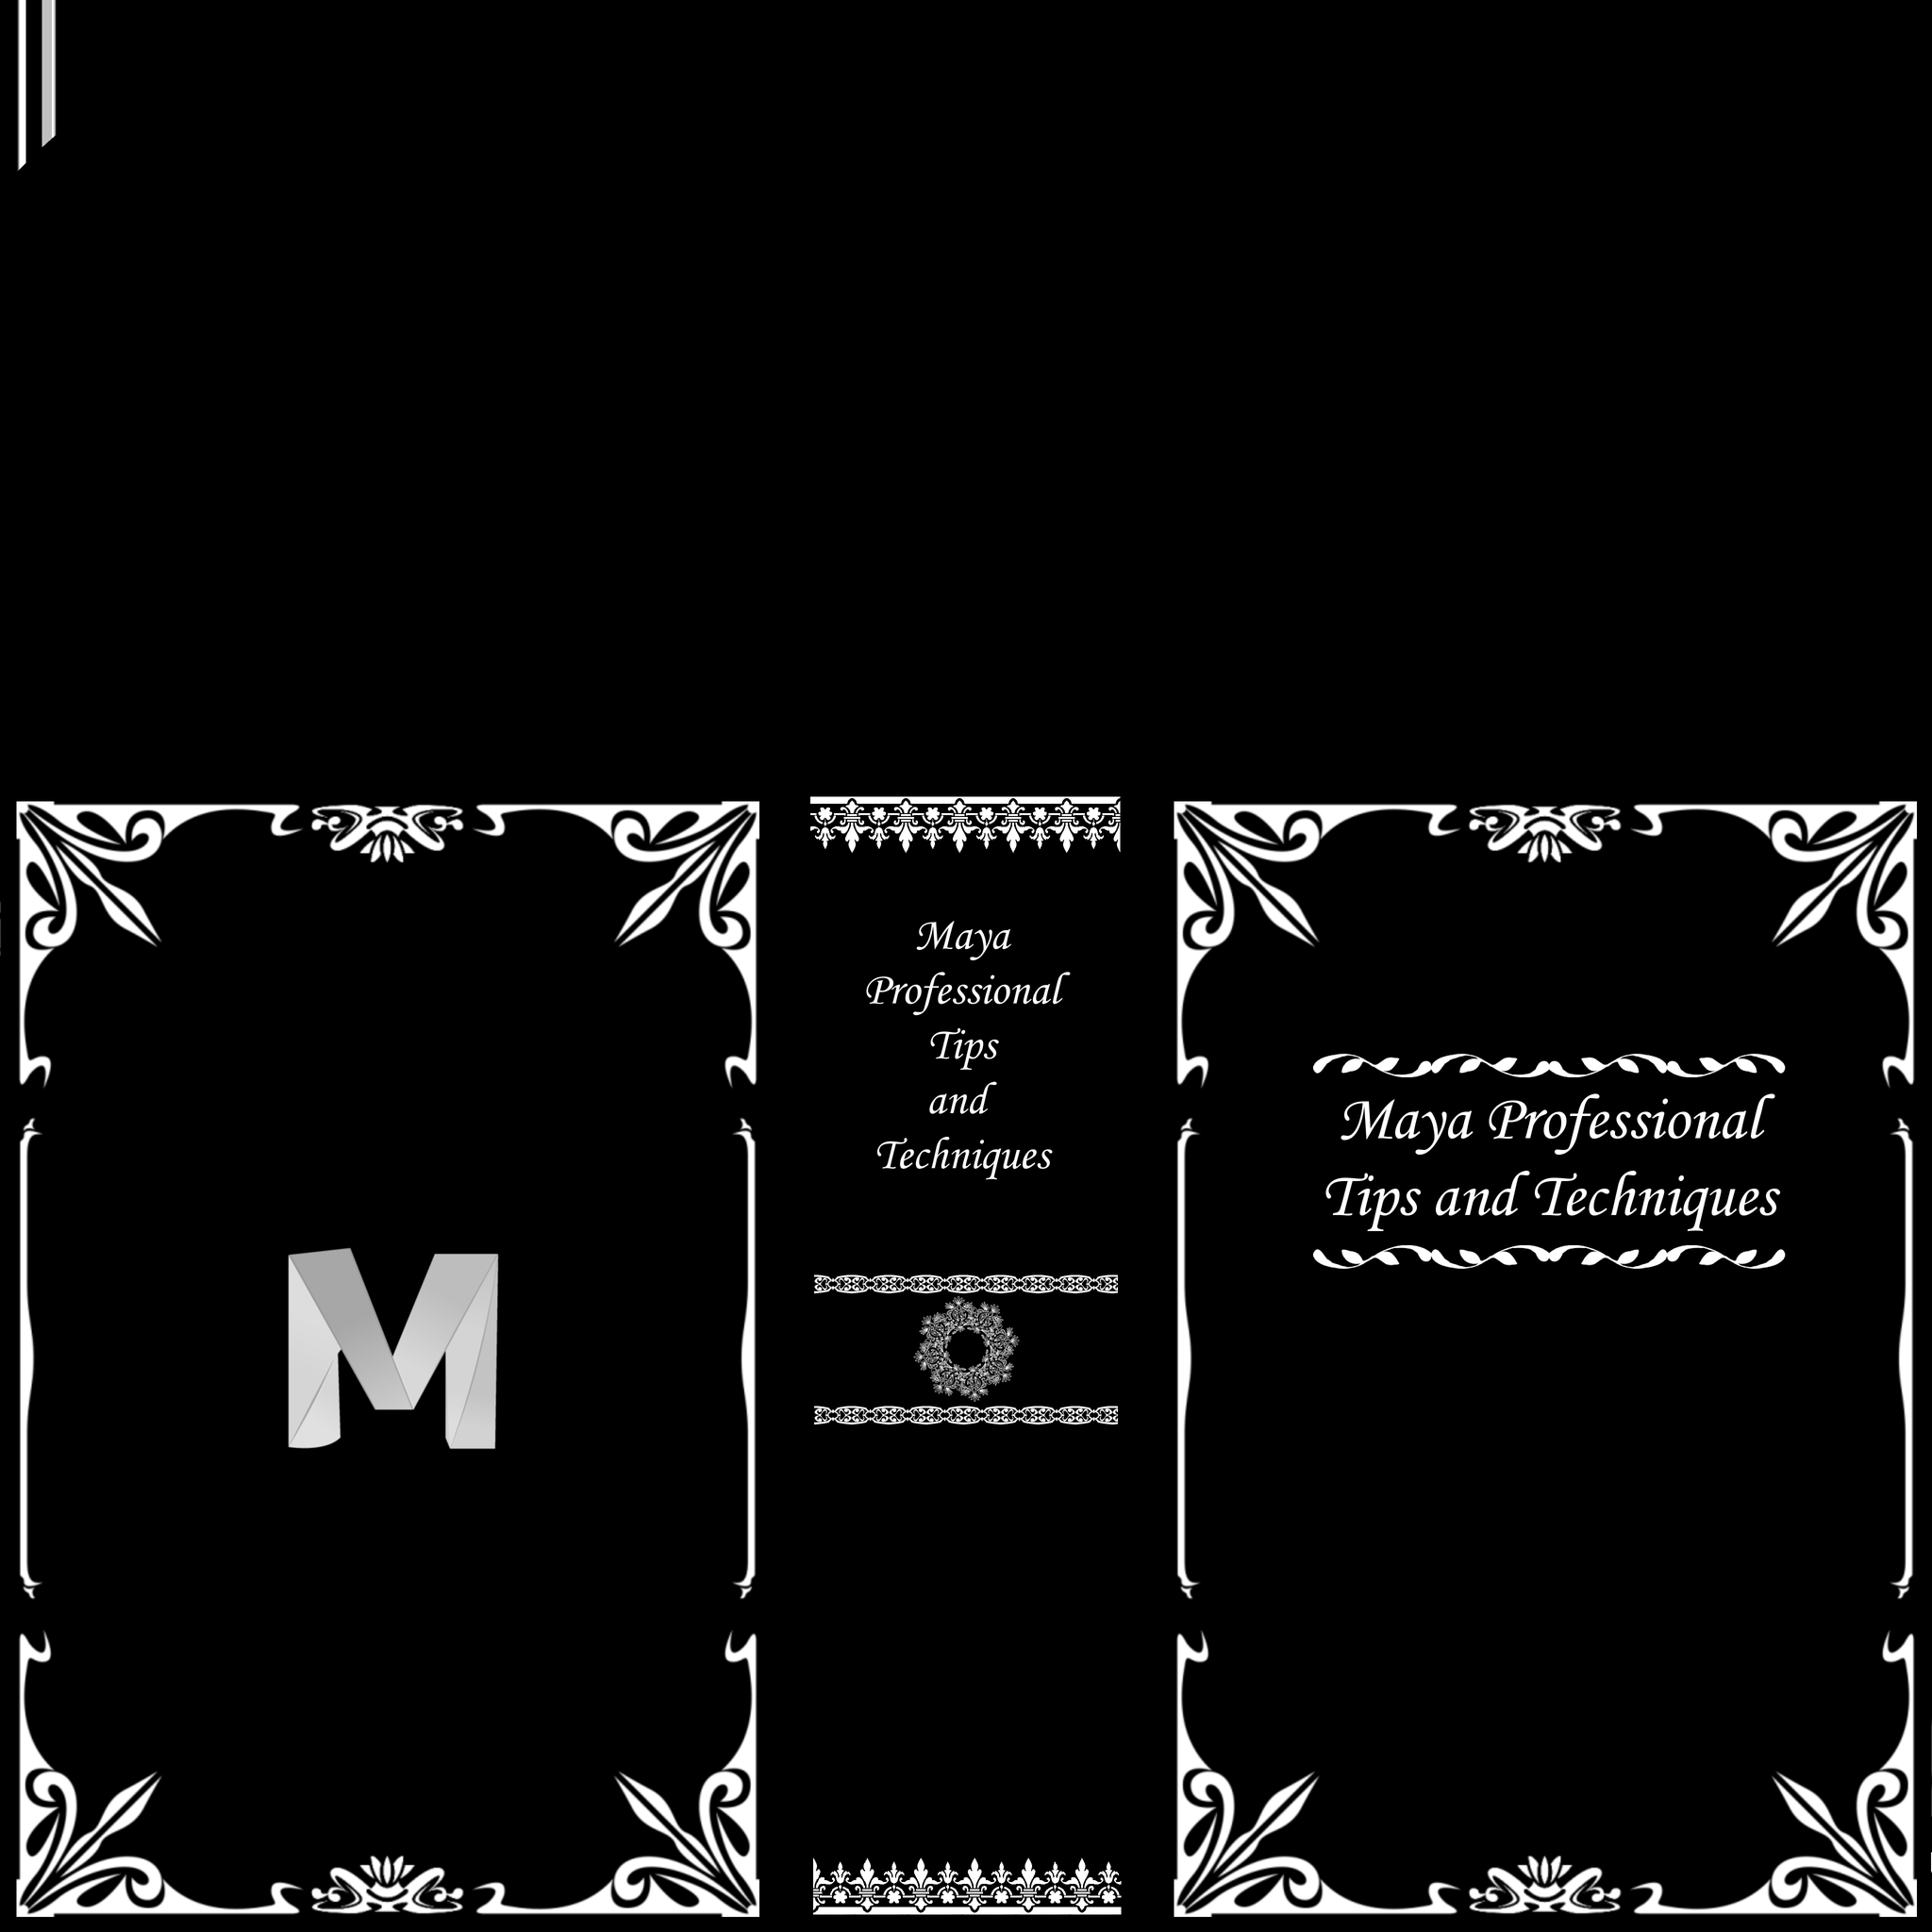 M
Maya
Professional
Tips
and
Techniques
Maya Professional
Tips and Techniques